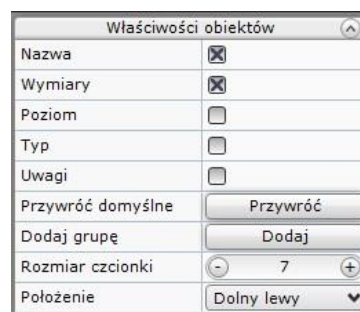 Właściwości obiektów
Nazwa
Wymiary
Poziom
Typ
Uwagi
Przywróć domyślne Przywróć
Dodaj grupę Dodaj
Rozmiar czcionki - 7 +
Położenie Dolny lewy